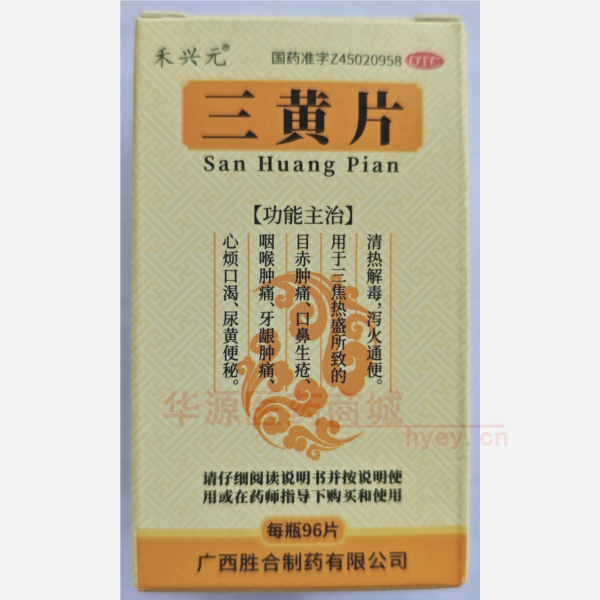 禾兴元®
国药准字Z45020958 OTC
三黄片
San Huang Pian
【功能主治】
清热解毒，泻火通便。
用于三焦热盛所致的
目赤肿痛、口鼻生疮、
咽喉肿痛、牙龈肿痛、
心烦口渴、尿黄便秘。
华源医药商城
hyey.cn
请仔细阅读说明书并按说明使
用或在药师指导下购买和使用
每瓶96片
广西胜合制药有限公司